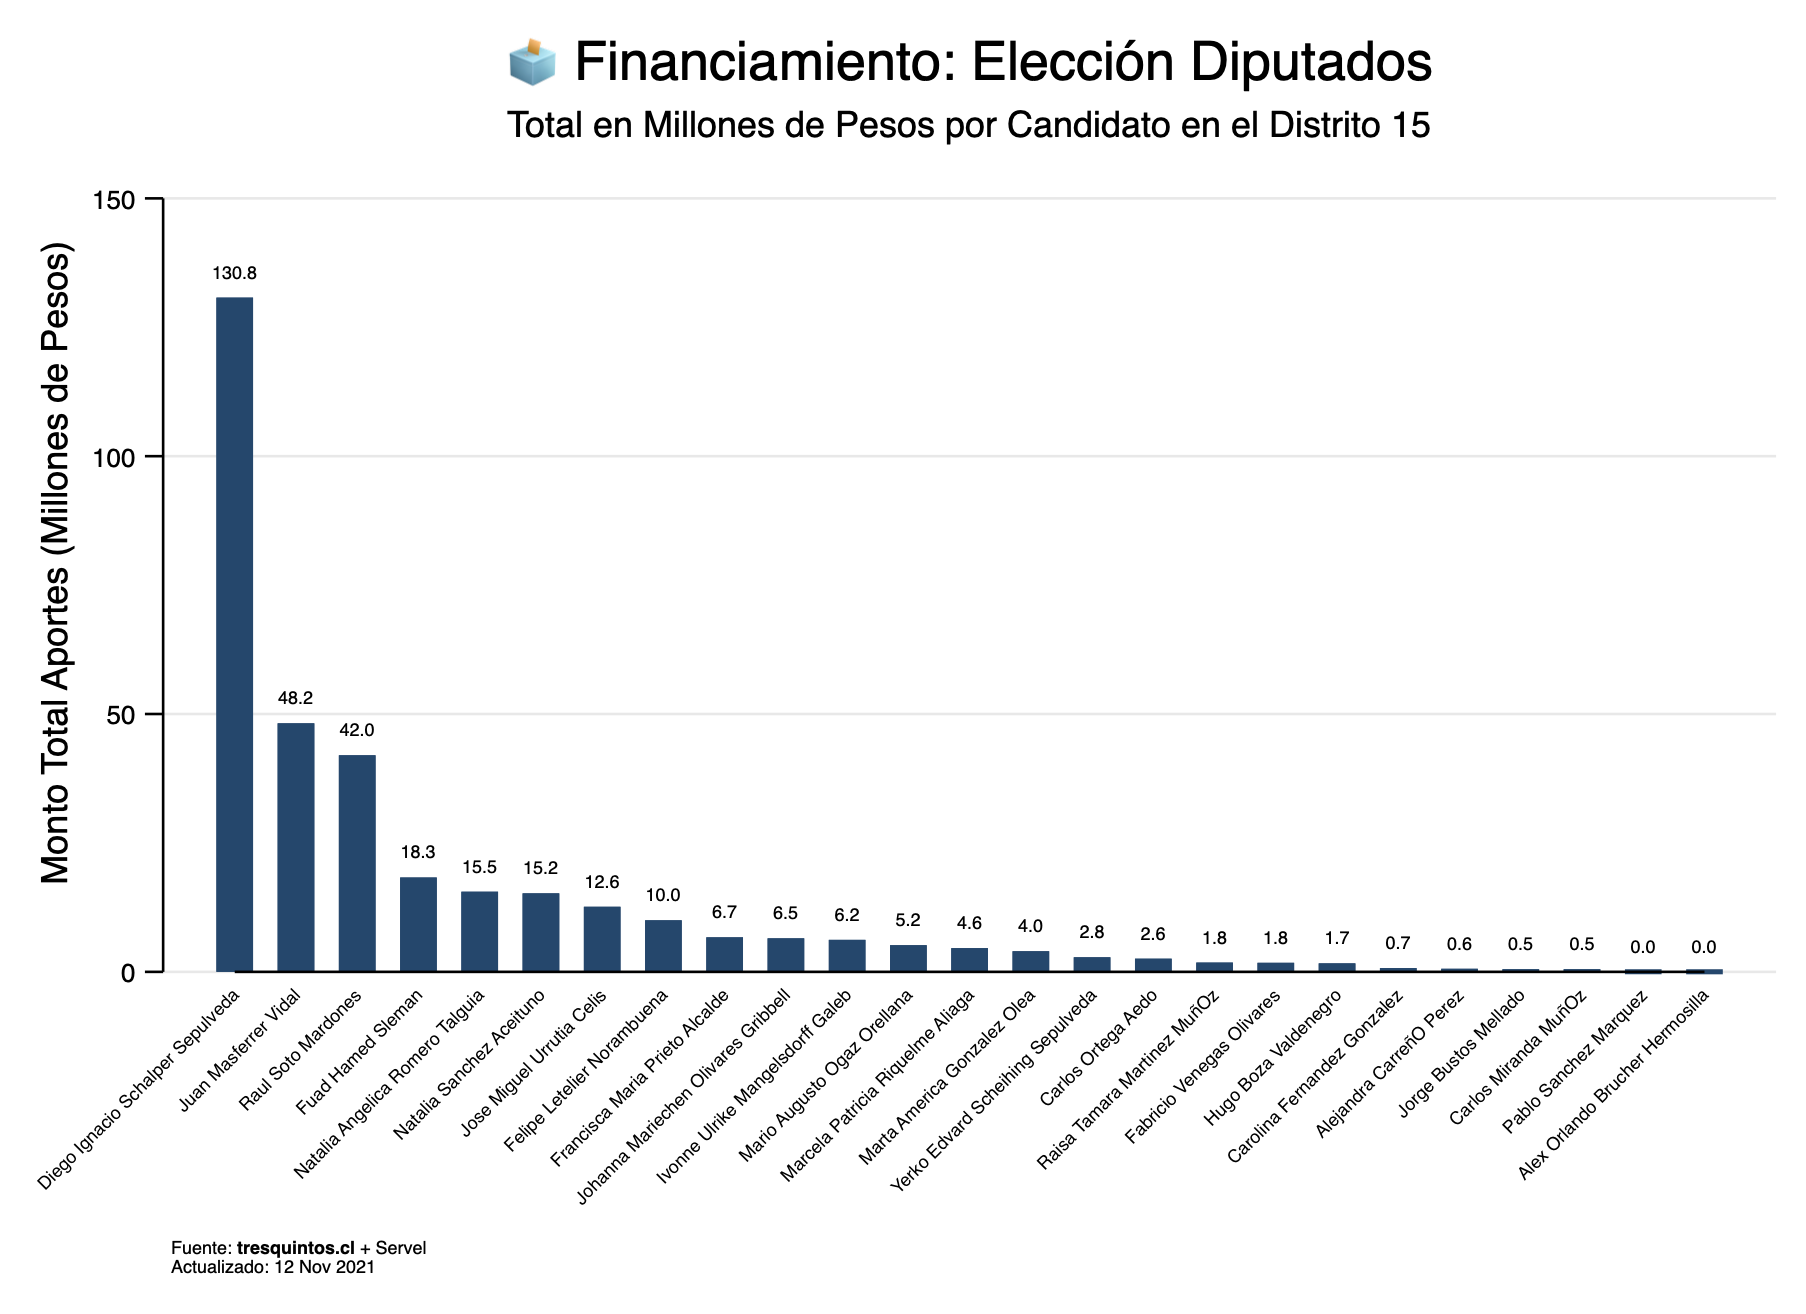 Financiamiento: Elección Diputados
Total en Millones de Pesos por Candidato en el Distrito 15
Monto Total Aportes (Millones de Pesos)
150
100
50
0
130.8
48.2
42.0
18.3
15.5
15.2
12.6
10.0
6.7
6.5
6.2
5.2
4.6
4.0
2.8
2.6
1.8
1.8
1.7
0.7
0.6
0.5
0.5
0.0
0.0
Diego Ignacio Schalper Sepulveda
Juan Masferrer Vidal
Raul Soto Mardones
Fuad Hamed Sleman
Natalia Angelica Romero Talguia
Natalia Sanchez Aceituno
Jose Miguel Urrutia Celis
Felipe Letelier Norambuena
Francisca Maria Prieto Alcalde
Johanna Mariechen Olivares Gribbell
Ivonne Ulrike Mangelsdorff Galeb
Mario Augusto Ogaz Orellana
Marcela Patricia Riquelme Aliaga
Marta America Gonzalez Olea
Yerko Edvard Scheihing Sepulveda
Carlos Ortega Aedo
Raisa Tamara Martinez MuñOz
Fabricio Venegas Olivares
Hugo Boza Valdenegro
Carolina Fernandez Gonzalez
Alejandra CarreñO Perez
Jorge Bustos Mellado
Carlos Miranda MuñOz
Pablo Sanchez Marquez
Alex Orlando Brucher Hermosilla
Fuente: tresquintos.cl + Servel
Actualizado: 12 Nov 2021